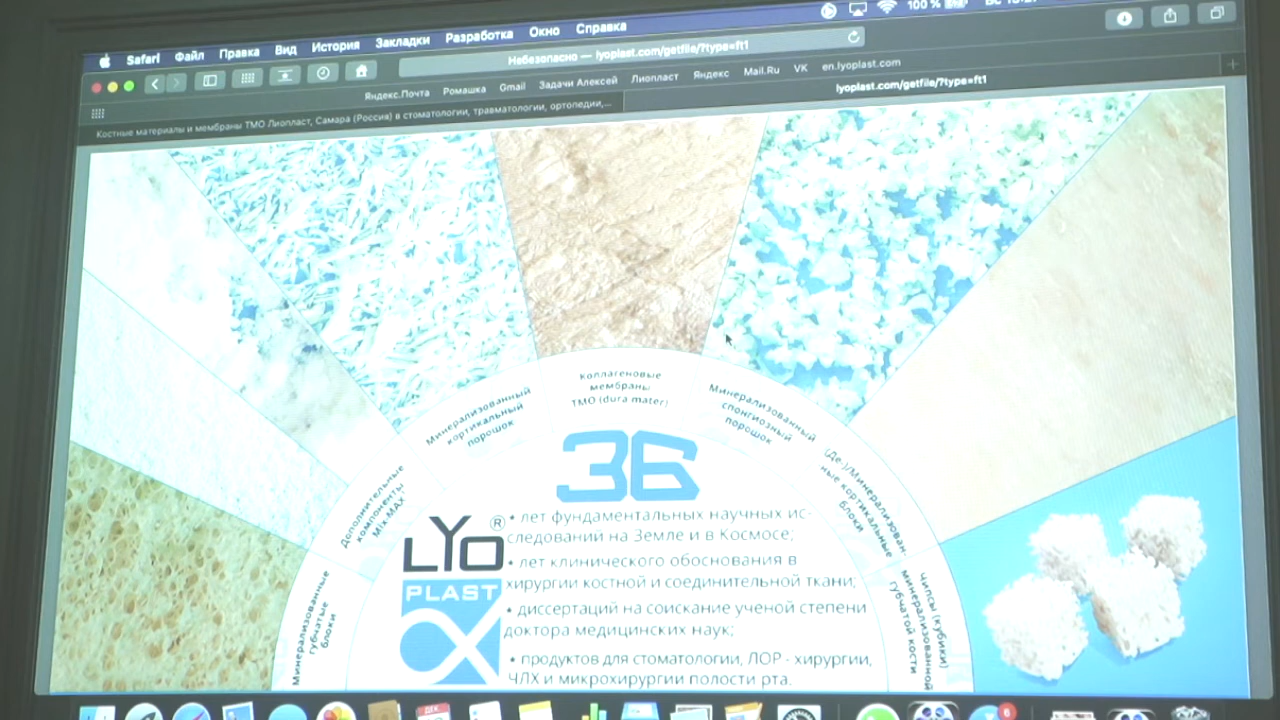 Safari Файл Правка Вид История Закладки Разработка Окно Справка
100 %
Небезопасно — lyoplast.com/getfile/?type=ft1
Яндекс.Почта Ромашка Gmail Задачи Алексей Лиопласт Яндекс Mail.Ru VK en.lyoplast.com
Костные материалы и мембраны ТМО Лиопласт, Самара (Россия) в стоматологии, травматологии, ортопедии,...
lyoplast.com/getfile/?type=ft1
Минерализованные
губчатые
блоки
Дополнительные
компоненты
Mix-MAX
Минерализованный
кортикальный
порошок
коллагеновые
мембраны
ТМО (dura mater)
Минерализованный
спонгиозный
порошок
(Де-)/Минерализован-
ные кортикальные
блоки
Чипсы (кубики)
минерализованной
губчатой кости
36
LYO
®
PLAST
• лет фундаментальных научных ис-
следований на Земле и в Космосе;
• лет клинического обоснования в
хирургии костной и соединительной ткани;
• диссертаций на соискание ученой степени
доктора медицинских наук;
• продуктов для стоматологии, ЛОР - хирургии,
ЧЛХ и микрохирургии полости рта.
ДЕК
6